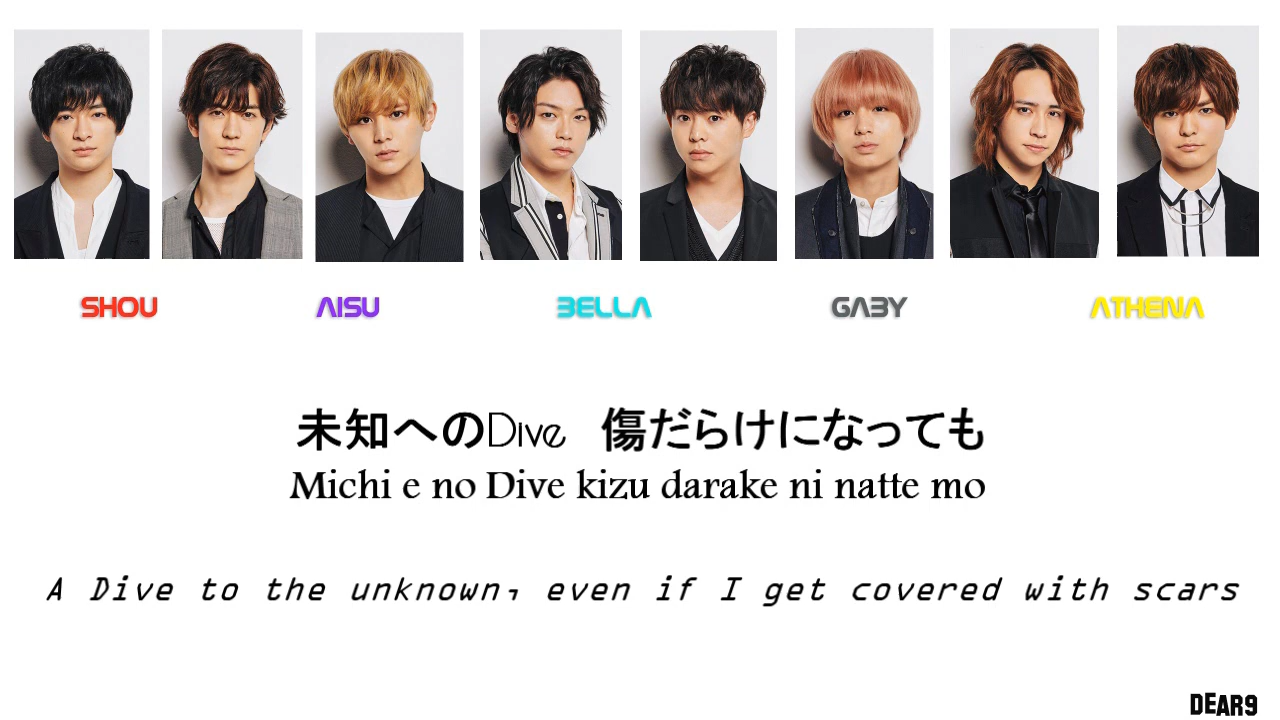 SHOU AISU BELLA GABY ATHENA
未知へのDive 傷だらけになっても
Michi e no Dive kizu darake ni natte mo
A Dive to the unknown, even if I get covered with scars
DEAR9